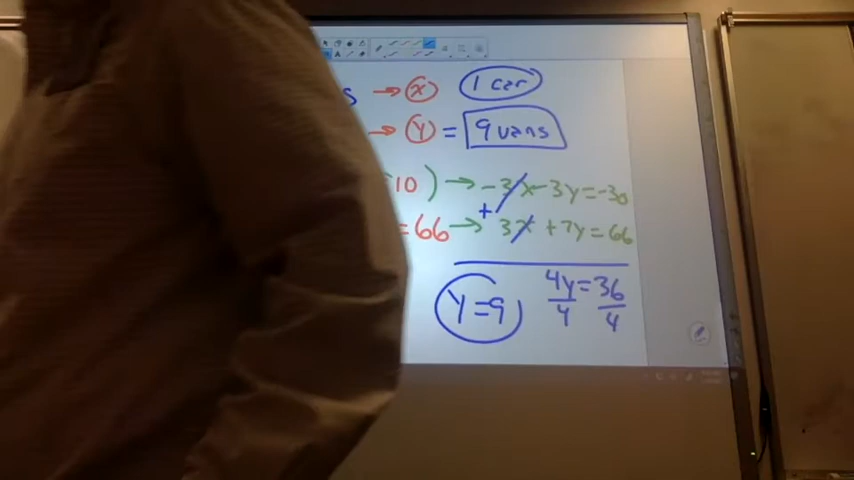 s → x 1 car
→ y = 9 vans
10) → -3x-3y=-30
+
=66 → 3x +7y=66
4y=36
4 4
y=9